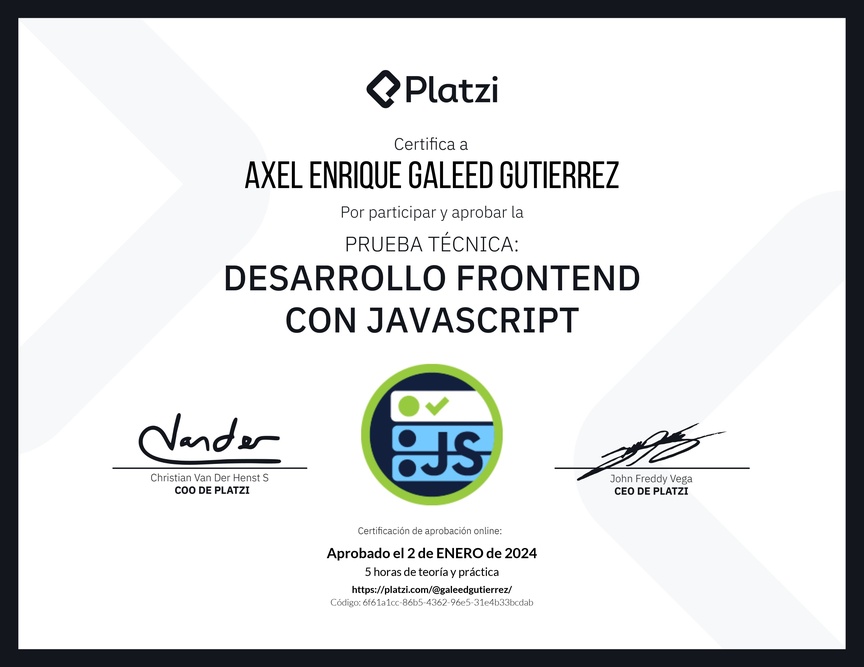 Platzi
Certifica a
AXEL ENRIQUE GALEED GUTIERREZ
Por participar y aprobar la
PRUEBA TÉCNICA:
DESARROLLO FRONTEND
CON JAVASCRIPT
JS
Vander
Christian Van Der Henst S
COO DE PLATZI
John Freddy Vega
CEO DE PLATZI
Certificación de aprobación online:
Aprobado el 2 de ENERO de 2024
5 horas de teoría y práctica
https://platzi.com/@galeedgutierrez/
Código: 6f61a1cc-86b5-4362-96e5-31e4b33bcdab